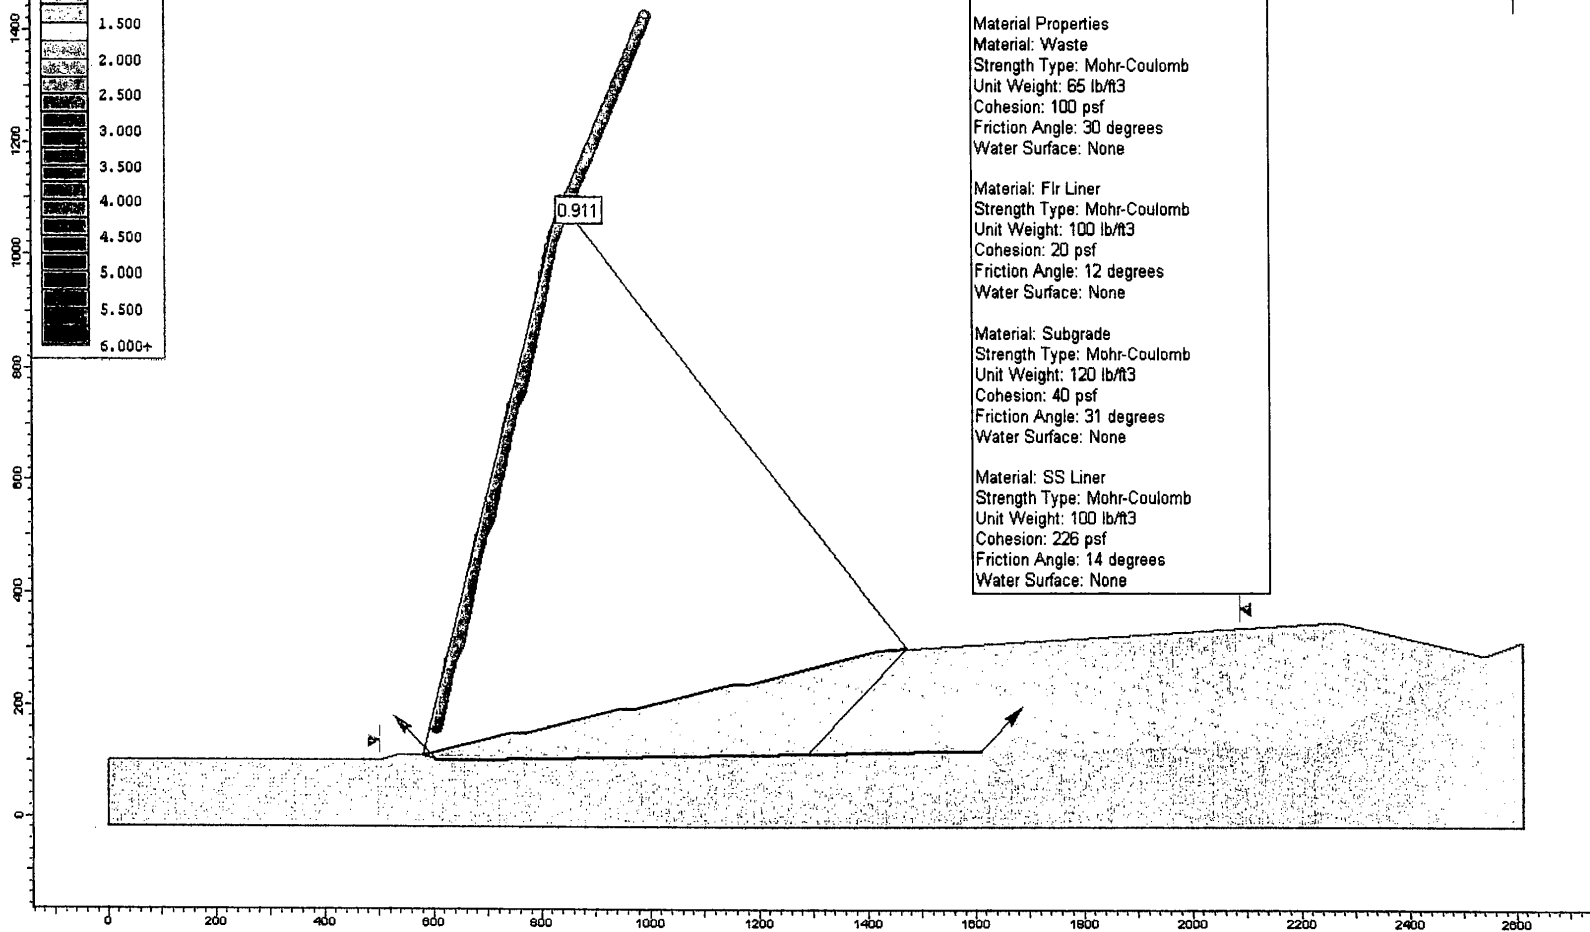 1.500
2.000
2.500
3.000
3.500
4.000
4.500
5.000
5.500
6.000+
Material Properties
Material: Waste
Strength Type: Mohr-Coulomb
Unit Weight: 65 lb/ft3
Cohesion: 100 psf
Friction Angle: 30 degrees
Water Surface: None
Material: Flr Liner
Strength Type: Mohr-Coulomb
Unit Weight: 100 lb/ft3
Cohesion: 20 psf
Friction Angle: 12 degrees
Water Surface: None
Material: Subgrade
Strength Type: Mohr-Coulomb
Unit Weight: 120 lb/ft3
Cohesion: 40 psf
Friction Angle: 31 degrees
Water Surface: None
Material: SS Liner
Strength Type: Mohr-Coulomb
Unit Weight: 100 lb/ft3
Cohesion: 226 psf
Friction Angle: 14 degrees
Water Surface: None
0.911
1400
1200
1000
800
600
400
200
0
0 200 400 600 800 1000 1200 1400 1600 1800 2000 2200 2400 2600